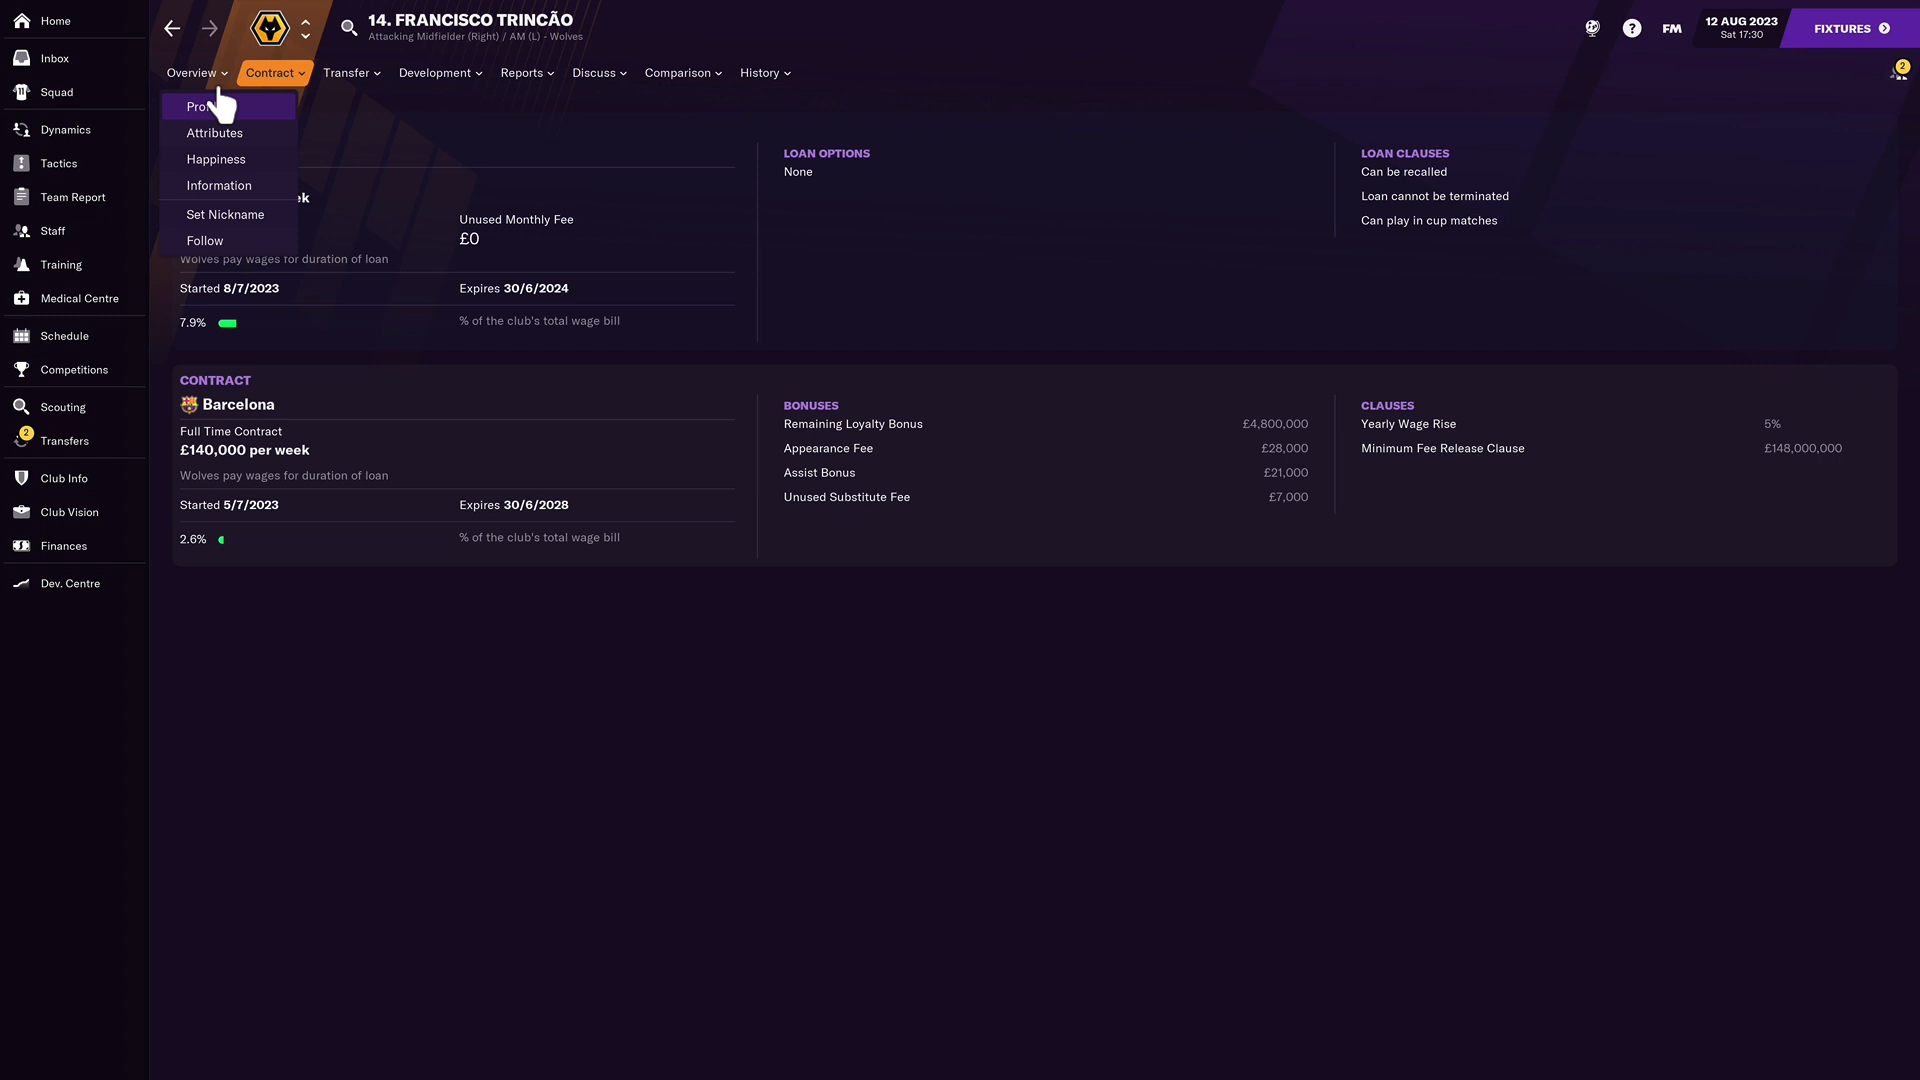 Home
Inbox
Squad
Dynamics
Tactics
Team Report
Staff
Training
Medical Centre
Schedule
Competitions
Scouting
2
Transfers
Club Info
Club Vision
Finances
Dev. Centre
14. FRANCISCO TRINCÃO
Attacking Midfielder (Right) / AM (L) - Wolves
?
FM
12 AUG 2023
Sat 17:30
FIXTURES
Overview
Contract
Transfer
Development
Reports
Discuss
Comparison
History
2
Attributes
Happiness
Information
Set Nickname
Follow
Unused Monthly Fee
£0
Wolves pay wages for duration of loan
Started 8/7/2023
Expires 30/6/2024
7.9%
% of the club's total wage bill
LOAN OPTIONS
None
LOAN CLAUSES
Can be recalled
Loan cannot be terminated
Can play in cup matches
CONTRACT
Barcelona
Full Time Contract
£140,000 per week
Wolves pay wages for duration of loan
Started 5/7/2023
Expires 30/6/2028
2.6%
% of the club's total wage bill
BONUSES
Remaining Loyalty Bonus £4,800,000
Appearance Fee £28,000
Assist Bonus £21,000
Unused Substitute Fee £7,000
CLAUSES
Yearly Wage Rise 5%
Minimum Fee Release Clause £148,000,000